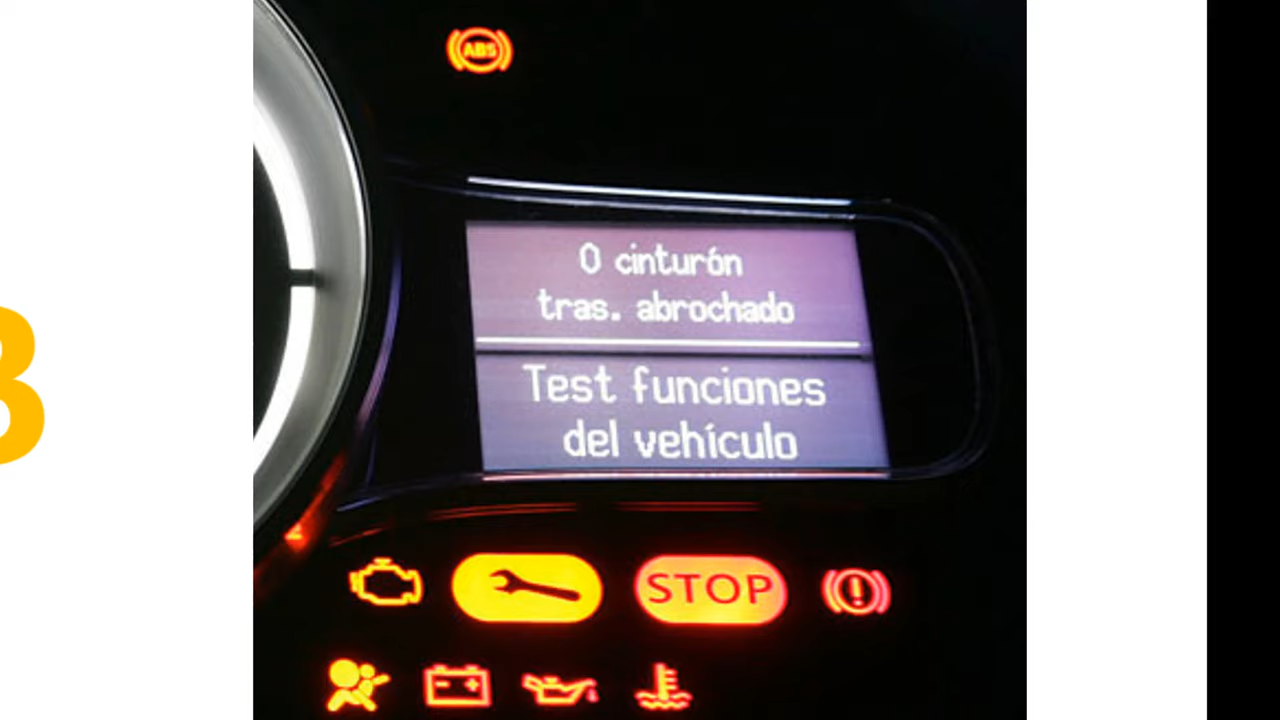 ABS
0 cinturón
tras. abrochado
Test funciones
del vehículo
STOP